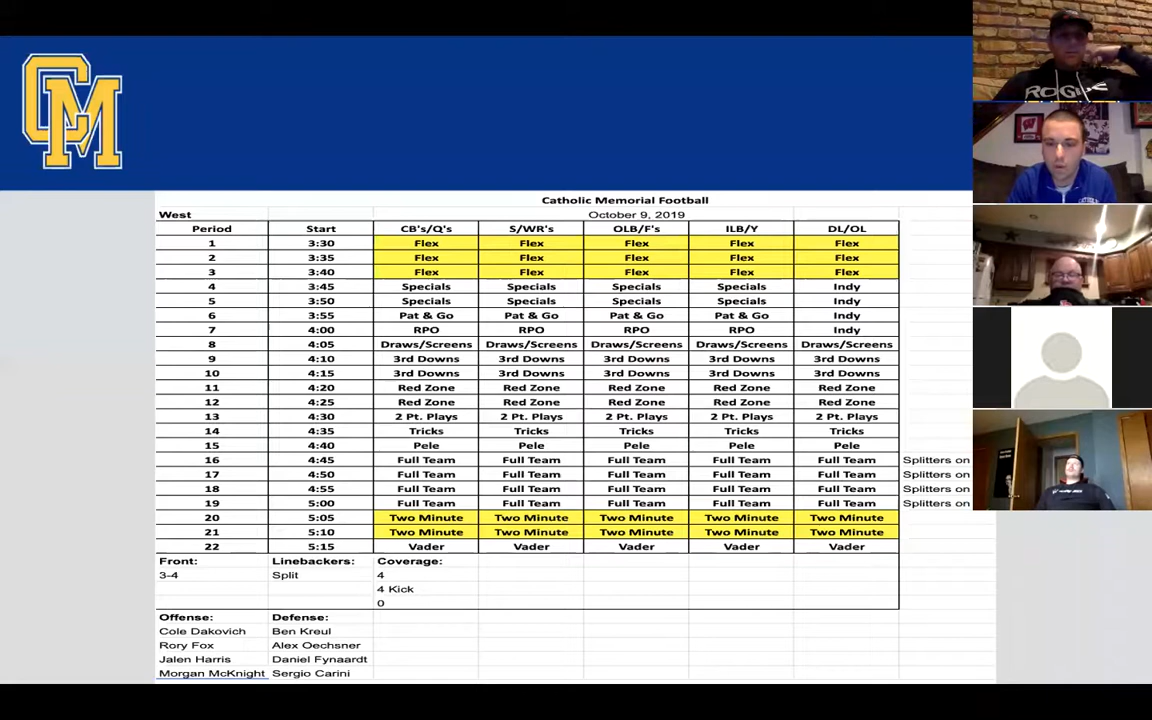 CM
Catholic Memorial Football
West October 9, 2019
Period Start CB's/Q's S/WR's OLB/F's ILB/Y DL/OL
1 3:30 Flex Flex Flex Flex Flex
2 3:35 Flex Flex Flex Flex Flex
3 3:40 Flex Flex Flex Flex Flex
4 3:45 Specials Specials Specials Specials Indy
5 3:50 Specials Specials Specials Specials Indy
6 3:55 Pat & Go Pat & Go Pat & Go Pat & Go Indy
7 4:00 RPO RPO RPO RPO Indy
8 4:05 Draws/Screens Draws/Screens Draws/Screens Draws/Screens Draws/Screens
9 4:10 3rd Downs 3rd Downs 3rd Downs 3rd Downs 3rd Downs
10 4:15 3rd Downs 3rd Downs 3rd Downs 3rd Downs 3rd Downs
11 4:20 Red Zone Red Zone Red Zone Red Zone Red Zone
12 4:25 Red Zone Red Zone Red Zone Red Zone Red Zone
13 4:30 2 Pt. Plays 2 Pt. Plays 2 Pt. Plays 2 Pt. Plays 2 Pt. Plays
14 4:35 Tricks Tricks Tricks Tricks Tricks
15 4:40 Pele Pele Pele Pele Pele
16 4:45 Full Team Full Team Full Team Full Team Full Team Splitters on
17 4:50 Full Team Full Team Full Team Full Team Full Team Splitters on
18 4:55 Full Team Full Team Full Team Full Team Full Team Splitters on
19 5:00 Full Team Full Team Full Team Full Team Full Team Splitters on
20 5:05 Two Minute Two Minute Two Minute Two Minute Two Minute
21 5:10 Two Minute Two Minute Two Minute Two Minute Two Minute
22 5:15 Vader Vader Vader Vader Vader
Front: Linebackers: Coverage:
3-4 Split 4
4 Kick
0
Offense: Defense:
Cole Dakovich Ben Kreul
Rory Fox Alex Oechsner
Jalen Harris Daniel Fynaardt
Morgan McKnight Sergio Carini
ROGUE